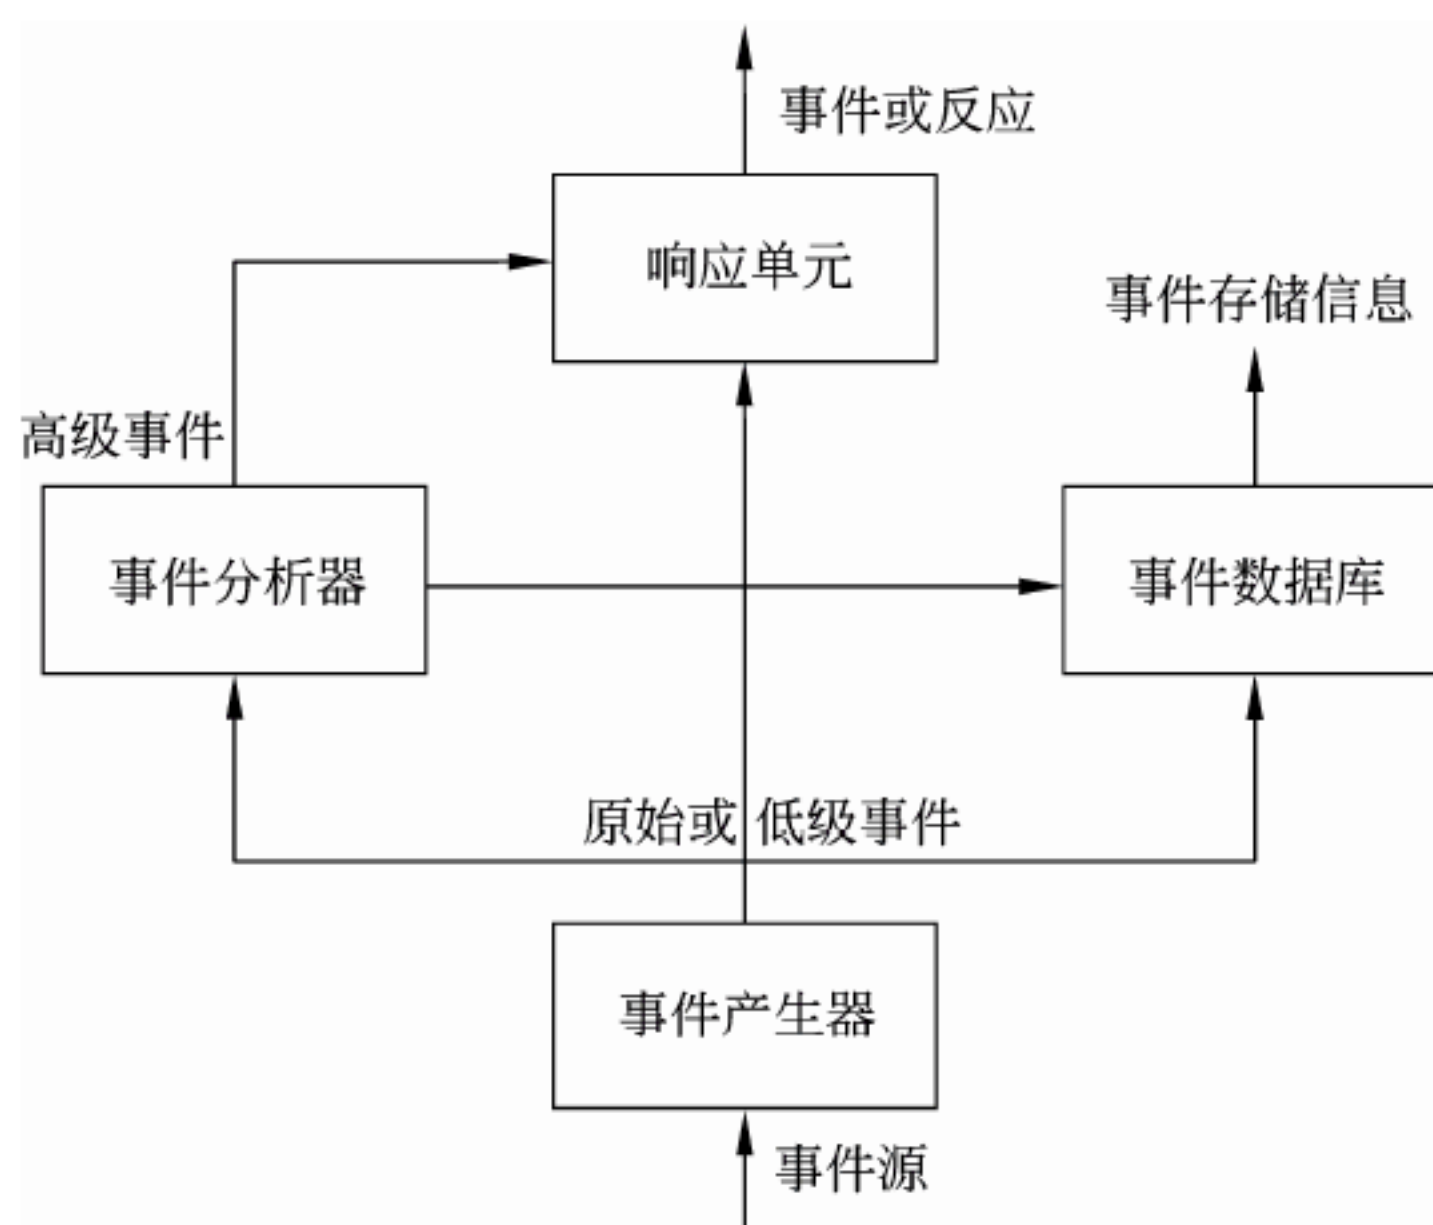 事件或反应
响应单元
事件存储信息
高级事件
事件分析器
事件数据库
原始或低级事件
事件产生器
事件源